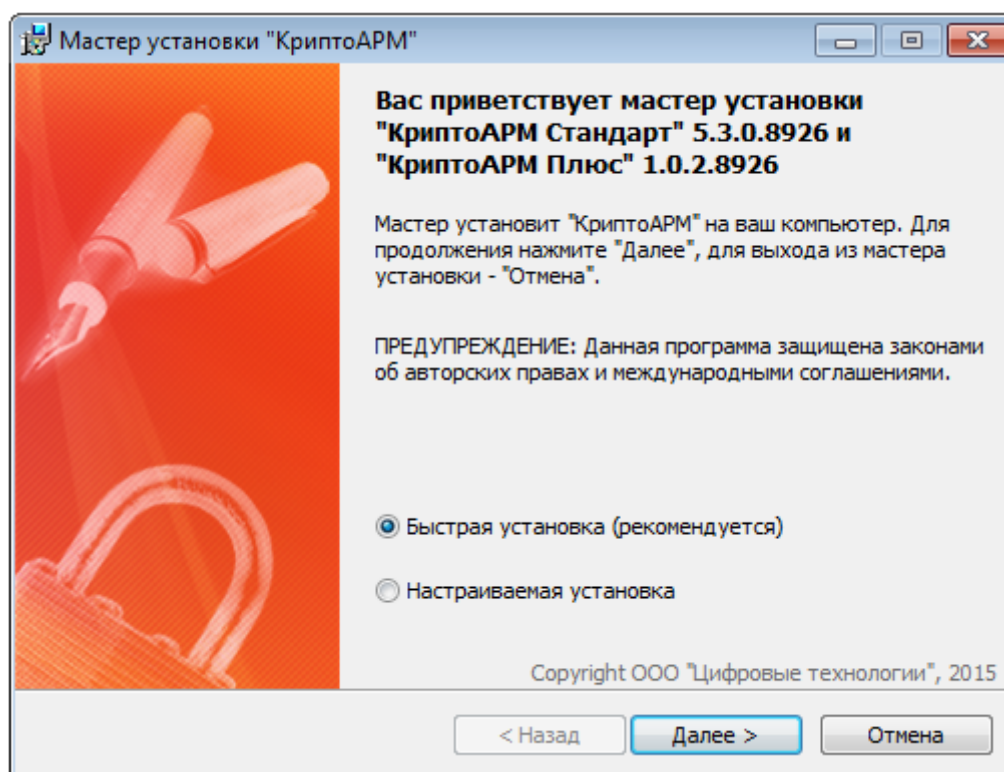 Мастер установки "КриптоАРМ"
Вас приветствует мастер установки
"КриптоАРМ Стандарт" 5.3.0.8926 и
"КриптоАРМ Плюс" 1.0.2.8926
Мастер установит "КриптоАРМ" на ваш компьютер. Для
продолжения нажмите "Далее", для выхода из мастера
установки - "Отмена".
ПРЕДУПРЕЖДЕНИЕ: Данная программа защищена законами
об авторских правах и международными соглашениями.
Быстрая установка (рекомендуется)
Настраиваемая установка
Copyright ООО "Цифровые технологии", 2015
< Назад
Далее >
Отмена